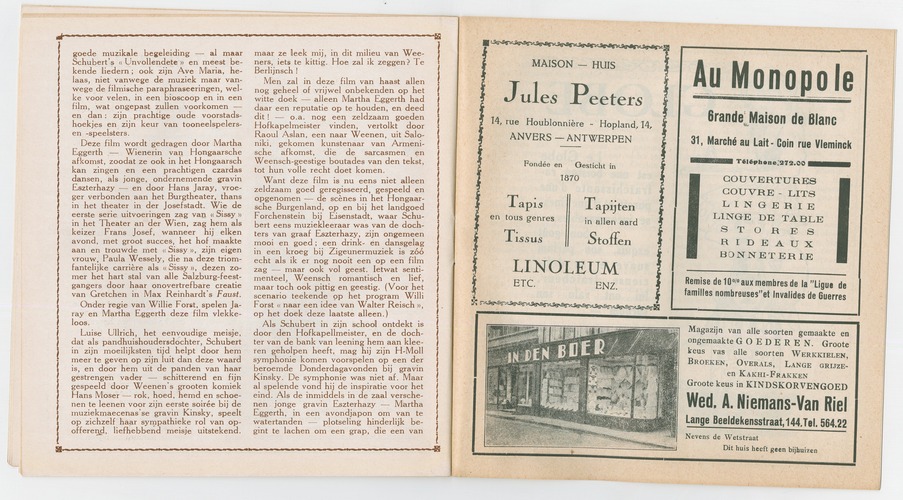 goede muzikale begeleiding — al maar
Schubert's « Unvollendete » en meest be-
kende liedern ; ook zijn Ave Maria, he-
laas, niet vanwege de muziek maar van-
wege de filmische paraphraseeringen, wel-
ke voor velen, in een bioscoop en in een
film, wat ongepast zullen voorkomen —
en dan : zijn prachtige oude voorstads-
hoekjes en zijn keur van tooneelspelers-
en -speelsters.
Deze film wordt gedragen door Martha
Eggerth — Wienerin van Hongaarsche
afkomst, zoodat ze ook in het Hongaarsch
kan zingen en een prachtigen czardas
dansen, als jonge, ondernemende gravin
Eszterhazy — en door Hans Jaray, vroe-
ger verbonden aan het Burgtheater, thans
in het theater in der Josefstadt. Wie de
eerste serie uitvoeringen zag van « Sissy »
in het Theater an der Wien, zag hem als
keizer Frans Josef, wanneer hij elken
avond, met groot succes, het hof maakte
aan en trouwde met « Sissy », zijn eigen
vrouw, Paula Wessely, die na deze triom-
fantelijke carrière als « Sissy », dezen zo-
mer het hart stal van alle Salzburg-feest-
gangers door haar onovertrefbare creatie
van Gretchen in Max Reinhardt's Faust.
Onder regie van Willie Forst, spelen Ja-
ray en Martha Eggerth deze film vlekke-
loos.
Luise Ullrich, het eenvoudige meisje,
dat als pandhuishoudersdochter, Schubert
in zijn moeilijksten tijd helpt door hem
meer te geven op zijn luit dan deze waard
is, en door hem uit de panden van haar
gestrengen vader — schitterend en fijn
gespeeld door Weenen's grooten komiek
Hans Moser — rok, hoed, hemd en schoe-
nen te leenen voor zijn eerste soirée bij de
muziekmaecenas'se gravin Kinsky, speelt
op zichzelf haar sympathieke rol van op-
offerend, liefhebbend meisje uitstekend,
maar ze leek mij, in dit milieu van Wee-
ners, iets te kittig. Hoe zal ik zeggen? Te
Berlijnsch !
Men zal in deze film van haast allen
nog geheel of vrijwel onbekenden op het
witte doek — alleen Martha Eggerth had
daar een reputatie op te houden, en deed
dit ! — o.a. nog een zeldzaam goeden
Hofkapelmeister vinden, vertolkt door
Raoul Aslan, een naar Weenen, uit Salo-
niki, gekomen kunstenaar van Armeni-
sche afkomst, die de sarcasmen en
Weensch-geestige boutades van den tekst,
tot hun volle recht doet komen.
Want deze film is nu eens niet alleen
zeldzaam goed geregisseerd, gespeeld en
opgenomen — de scènes in het Hongaar-
sche Burgenland, op en bij het landgoed
Forchenstein bij Eisenstadt, waar Schu-
bert eens muziekleeraar was van de doch-
ters van graaf Eszterhazy, zijn ongemeen
mooi en goed ; een drink- en dansgelag
in een kroeg bij Zigeunermuziek is zóó
echt als ik er nog nooit een op een film
zag — maar ook vol geest. Ietwat senti-
menteel, Weensch romantisch en lief,
maar toch ook pittig en geestig. (Voor het
scenario teekende op het program Willi
Forst « naar een idee van Walter Reisch »,
op het doek deze laatste alleen.)
Als Schubert in zijn school ontdekt is
door den Hofkapellmeister, en de doch-
ter van de bank van leening hem aan klee-
ren geholpen heeft, mag hij zijn H-Moll
symphonie komen voorspelen op een der
beroemde Donderdagavonden bij gravin
Kinsky. De symphonie was niet af. Maar
al spelende vond hij de inspiratie voor het
eind. Als de inmiddels in de zaal versche-
nen jonge gravin Eszterhazy — Martha
Eggerth, in een avondjapon om van te
watertanden — plotseling hinderlijk be-
gint te lachen om een grap, die een van
MAISON — HUIS
Jules Peeters
14, rue Houblonnière - Hopland, 14,
ANVERS — ANTWERPEN
Fondée en Gesticht in
1870
Tapis
en tous genres
Tissus
Tapijten
in allen aard
Stoffen
LINOLEUM
ETC. ENZ.
Au Monopole
Grande Maison de Blanc
31, Marché au Lait - Coin rue Vleminck
Téléphone, 272.00
COUVERTURES
COUVRE - LITS
LINGERIE
LINGE DE TABLE
STORES
RIDEAUX
BONNETERIE
Remise de 10 % aux membres de la "Ligue de
familles nombreuses" et Invalides de Guerres
IN DEN BOER
Magazijn van alle soorten gemaakte en
ongemaakte GOEDEREN. Groote
keus vas alle soorten WERKKIELEN,
BROEKEN, OVERALS, LANGE GRIJZE-
en KAKHI-FRAKKEN
Groote keus in KINDSKORVENGOED
Wed. A. Niemans-Van Riel
Lange Beeldekensstraat, 144. Tel. 564.22
Nevens de Wetstraat
Dit huis heeft geen bijhuizen